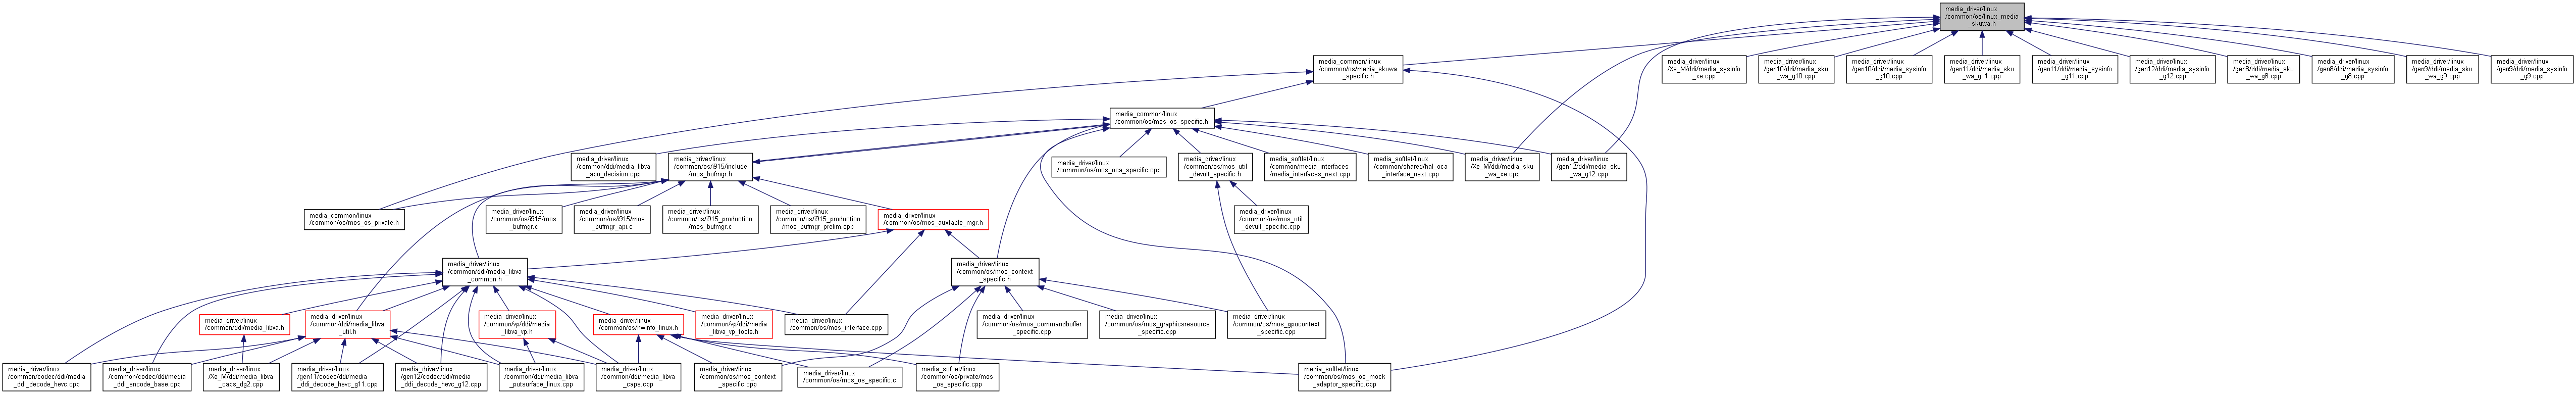 media_driver/linux
/common/os/linux_media
_skuwa.h
media_common/linux
/common/os/media_skuwa
_specific.h
media_driver/linux
/Xe_M/ddi/media_sysinfo
_xe.cpp
media_driver/linux
/gen10/ddi/media_sku
_wa_g10.cpp
media_driver/linux
/gen10/ddi/media_sysinfo
_g10.cpp
media_driver/linux
/gen11/ddi/media_sku
_wa_g11.cpp
media_driver/linux
/gen11/ddi/media_sysinfo
_g11.cpp
media_driver/linux
/gen12/ddi/media_sysinfo
_g12.cpp
media_driver/linux
/gen8/ddi/media_sku
_wa_g8.cpp
media_driver/linux
/gen8/ddi/media_sysinfo
_g8.cpp
media_driver/linux
/gen9/ddi/media_sku
_wa_g9.cpp
media_driver/linux
/gen9/ddi/media_sysinfo
_g9.cpp
media_common/linux
/common/os/mos_os_specific.h
media_driver/linux
/common/ddi/media_libva
_apo_decision.cpp
media_driver/linux
/common/os/i915/include
/mos_bufmgr.h
media_driver/linux
/common/os/mos_oca_specific.cpp
media_driver/linux
/common/os/mos_util
_devult_specific.h
media_softlet/linux
/common/media_interfaces
/media_interfaces_next.cpp
media_softlet/linux
/common/shared/hal_oca
_interface_next.cpp
media_driver/linux
/Xe_M/ddi/media_sku
_wa_xe.cpp
media_driver/linux
/gen12/ddi/media_sku
_wa_g12.cpp
media_common/linux
/common/os/mos_os_private.h
media_driver/linux
/common/os/i915/mos
_bufmgr.c
media_driver/linux
/common/os/i915/mos
_bufmgr_api.c
media_driver/linux
/common/os/i915_production
/mos_bufmgr.c
media_driver/linux
/common/os/i915_production
/mos_bufmgr_prelim.cpp
media_driver/linux
/common/os/mos_auxtable_mgr.h
media_driver/linux
/common/os/mos_util
_devult_specific.cpp
media_driver/linux
/common/ddi/media_libva
_common.h
media_driver/linux
/common/os/mos_context
_specific.h
media_driver/linux
/common/ddi/media_libva.h
media_driver/linux
/common/ddi/media_libva
_util.h
media_driver/linux
/common/vp/ddi/media
_libva_vp.h
media_driver/linux
/common/os/hwinfo_linux.h
media_driver/linux
/common/vp/ddi/media
_libva_vp_tools.h
media_driver/linux
/common/os/mos_interface.cpp
media_driver/linux
/common/os/mos_commandbuffer
_specific.cpp
media_driver/linux
/common/os/mos_graphicsresource
_specific.cpp
media_driver/linux
/common/os/mos_gpucontext
_specific.cpp
media_driver/linux
/common/codec/ddi/media
_ddi_decode_hevc.cpp
media_driver/linux
/common/codec/ddi/media
_ddi_encode_base.cpp
media_driver/linux
/Xe_M/ddi/media_libva
_caps_dg2.cpp
media_driver/linux
/gen11/codec/ddi/media
_ddi_decode_hevc_g11.cpp
media_driver/linux
/gen12/codec/ddi/media
_ddi_decode_hevc_g12.cpp
media_driver/linux
/common/ddi/media_libva
_putsurface_linux.cpp
media_driver/linux
/common/ddi/media_libva
_caps.cpp
media_driver/linux
/common/os/mos_context
_specific.cpp
media_driver/linux
/common/os/mos_os_specific.c
media_softlet/linux
/common/os/private/mos
_os_specific.cpp
media_softlet/linux
/common/os/mos_os_mock
_adaptor_specific.cpp